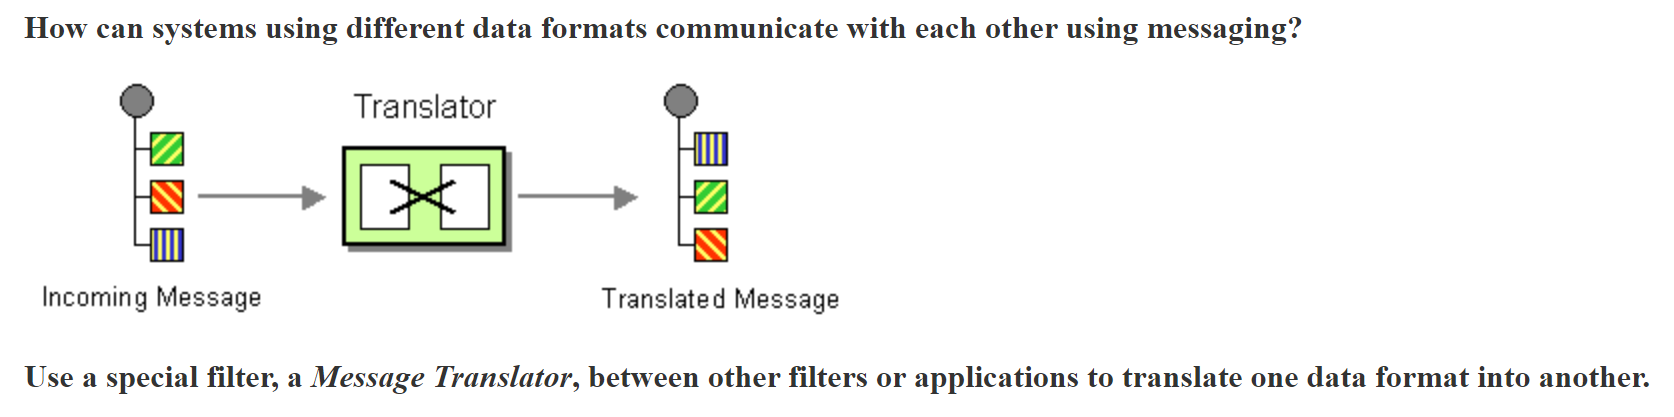 How can systems using different data formats communicate with each other using messaging?
Translator
Incoming Message
Translated Message
Use a special filter, a Message Translator, between other filters or applications to translate one data format into another.